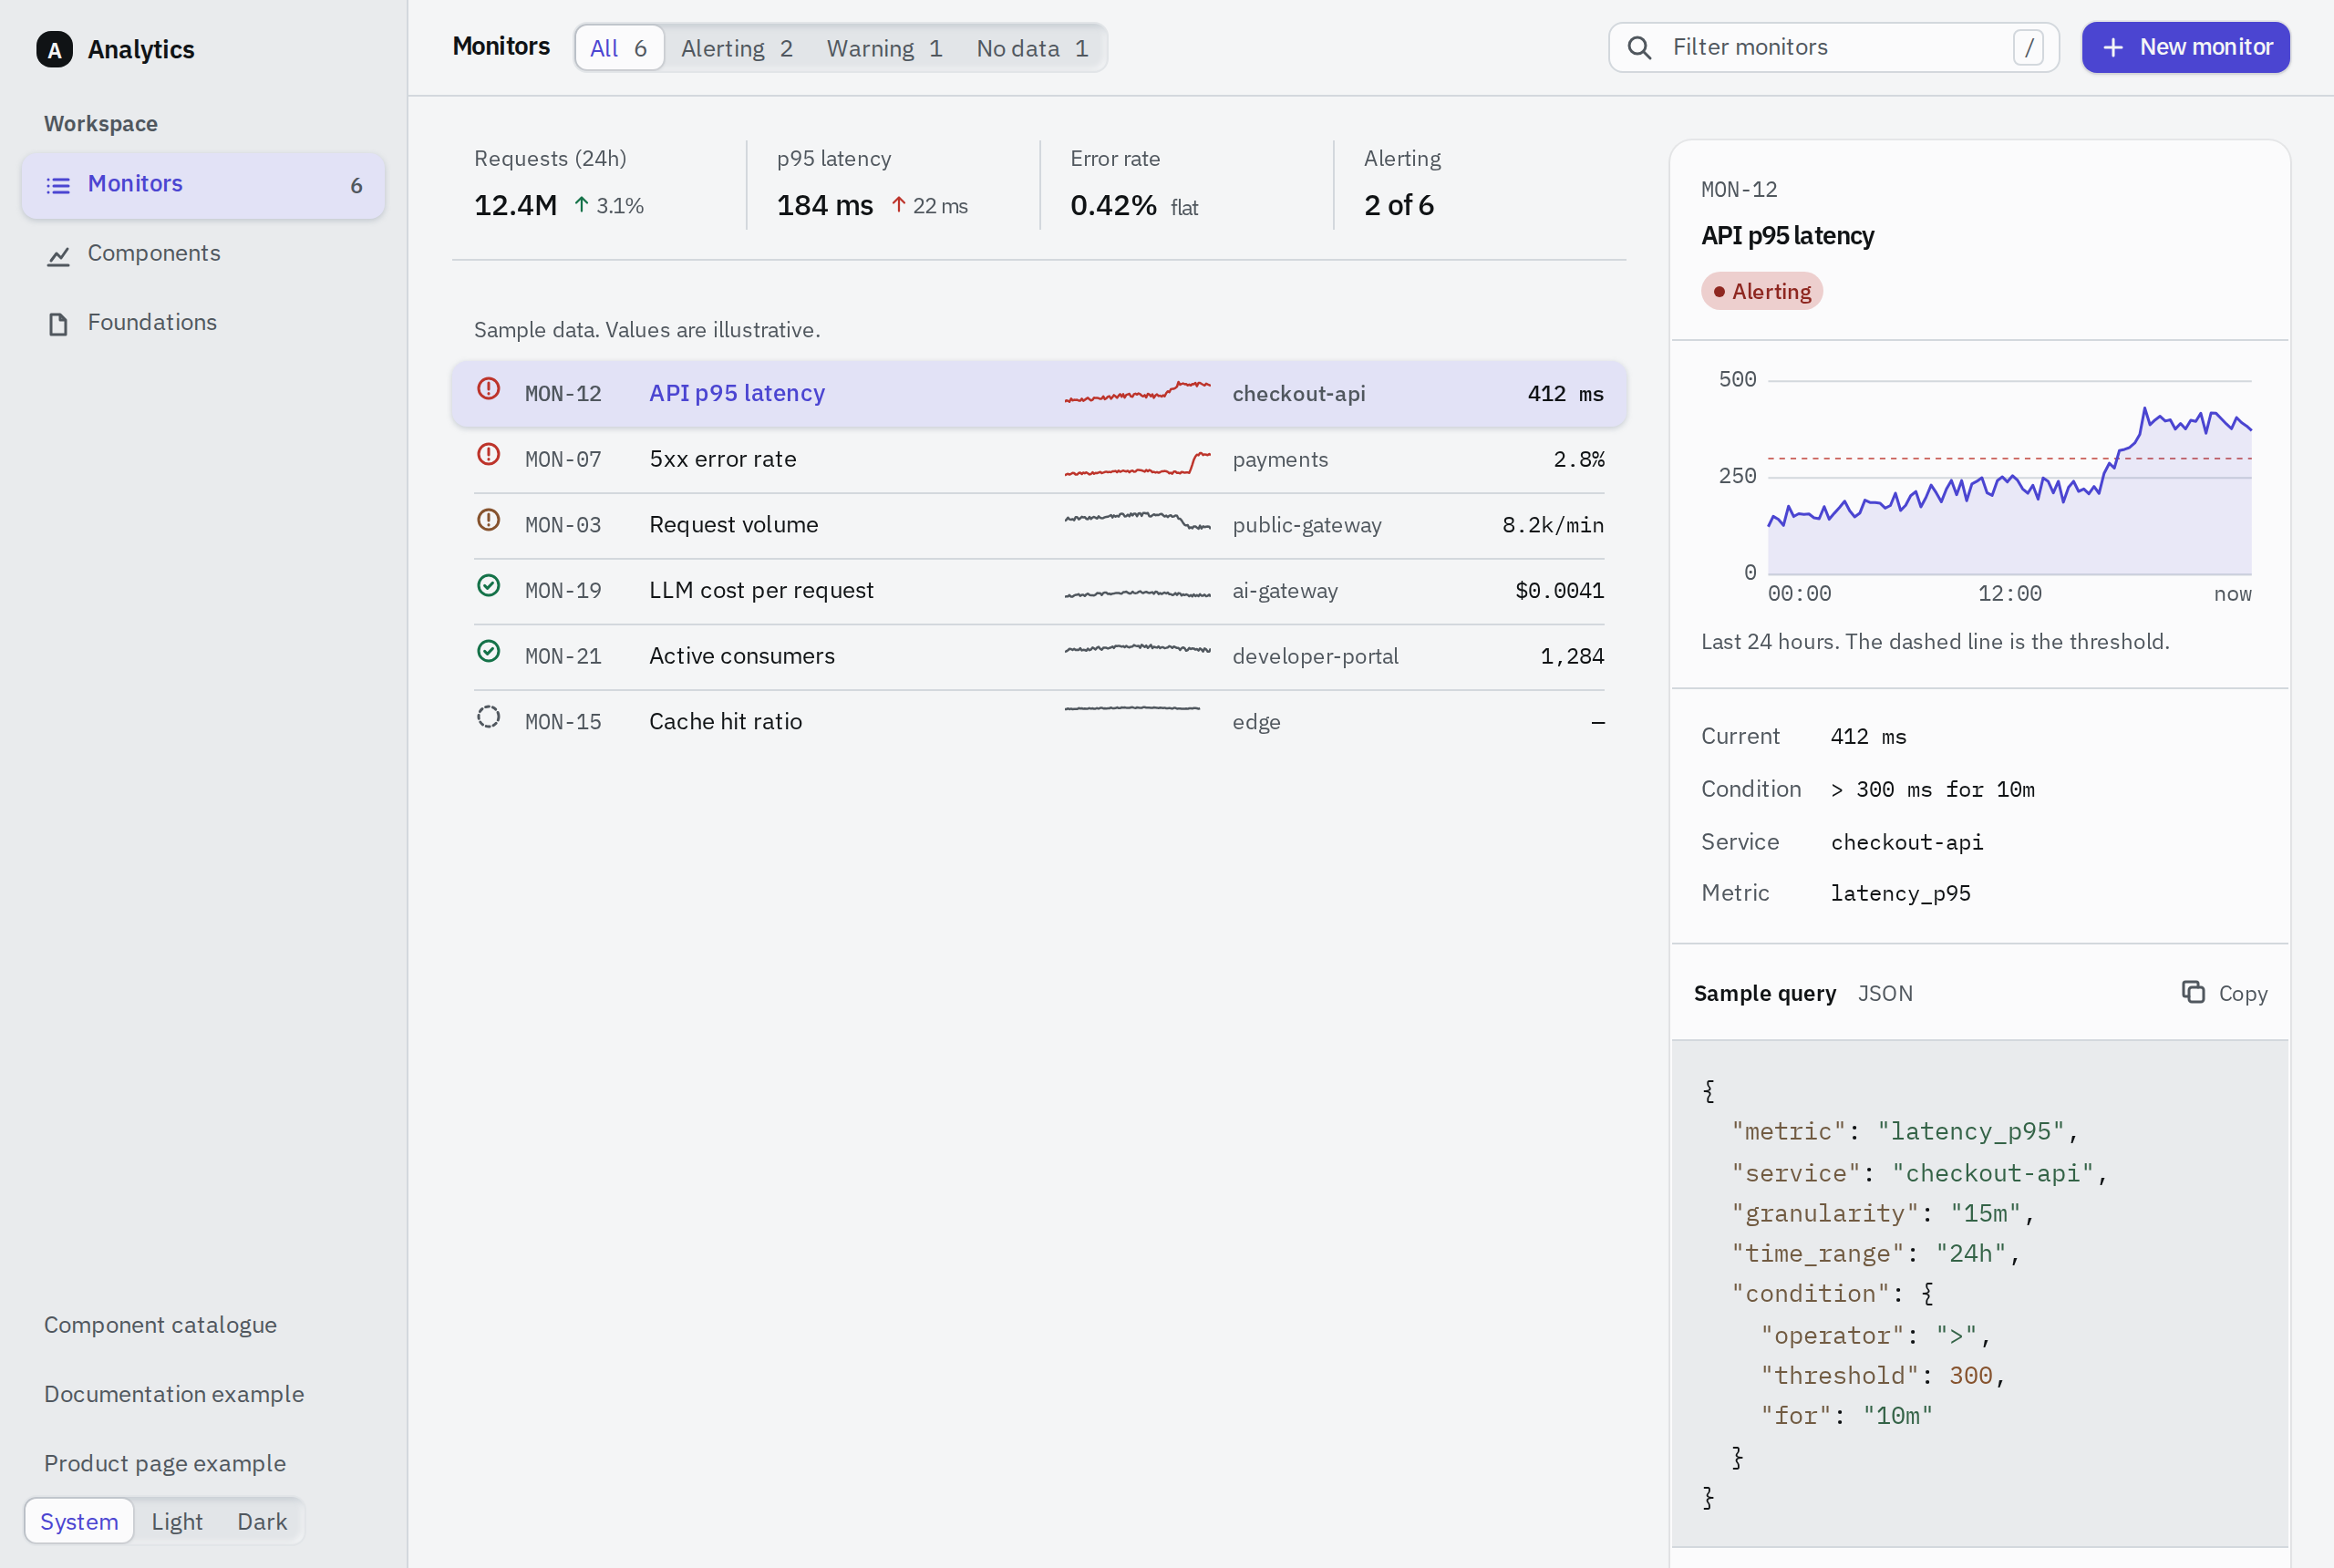 A Analytics
Workspace
Monitors 6
Components
Foundations
Component catalogue
Documentation example
Product page example
System Light Dark
Monitors All 6 Alerting 2 Warning 1 No data 1
Filter monitors / + New monitor
Requests (24h) p95 latency Error rate Alerting
12.4M ↑ 3.1% 184 ms ↑ 22 ms 0.42% flat 2 of 6
Sample data. Values are illustrative.
MON-12 API p95 latency checkout-api 412 ms
MON-07 5xx error rate payments 2.8%
MON-03 Request volume public-gateway 8.2k/min
MON-19 LLM cost per request ai-gateway $0.0041
MON-21 Active consumers developer-portal 1,284
MON-15 Cache hit ratio edge –
MON-12
API p95 latency
Alerting
500
250
0
00:00 12:00 now
Last 24 hours. The dashed line is the threshold.
Current 412 ms
Condition > 300 ms for 10m
Service checkout-api
Metric latency_p95
Sample query JSON Copy
{
"metric": "latency_p95",
"service": "checkout-api",
"granularity": "15m",
"time_range": "24h",
"condition": {
"operator": ">",
"threshold": 300,
"for": "10m"
}
}